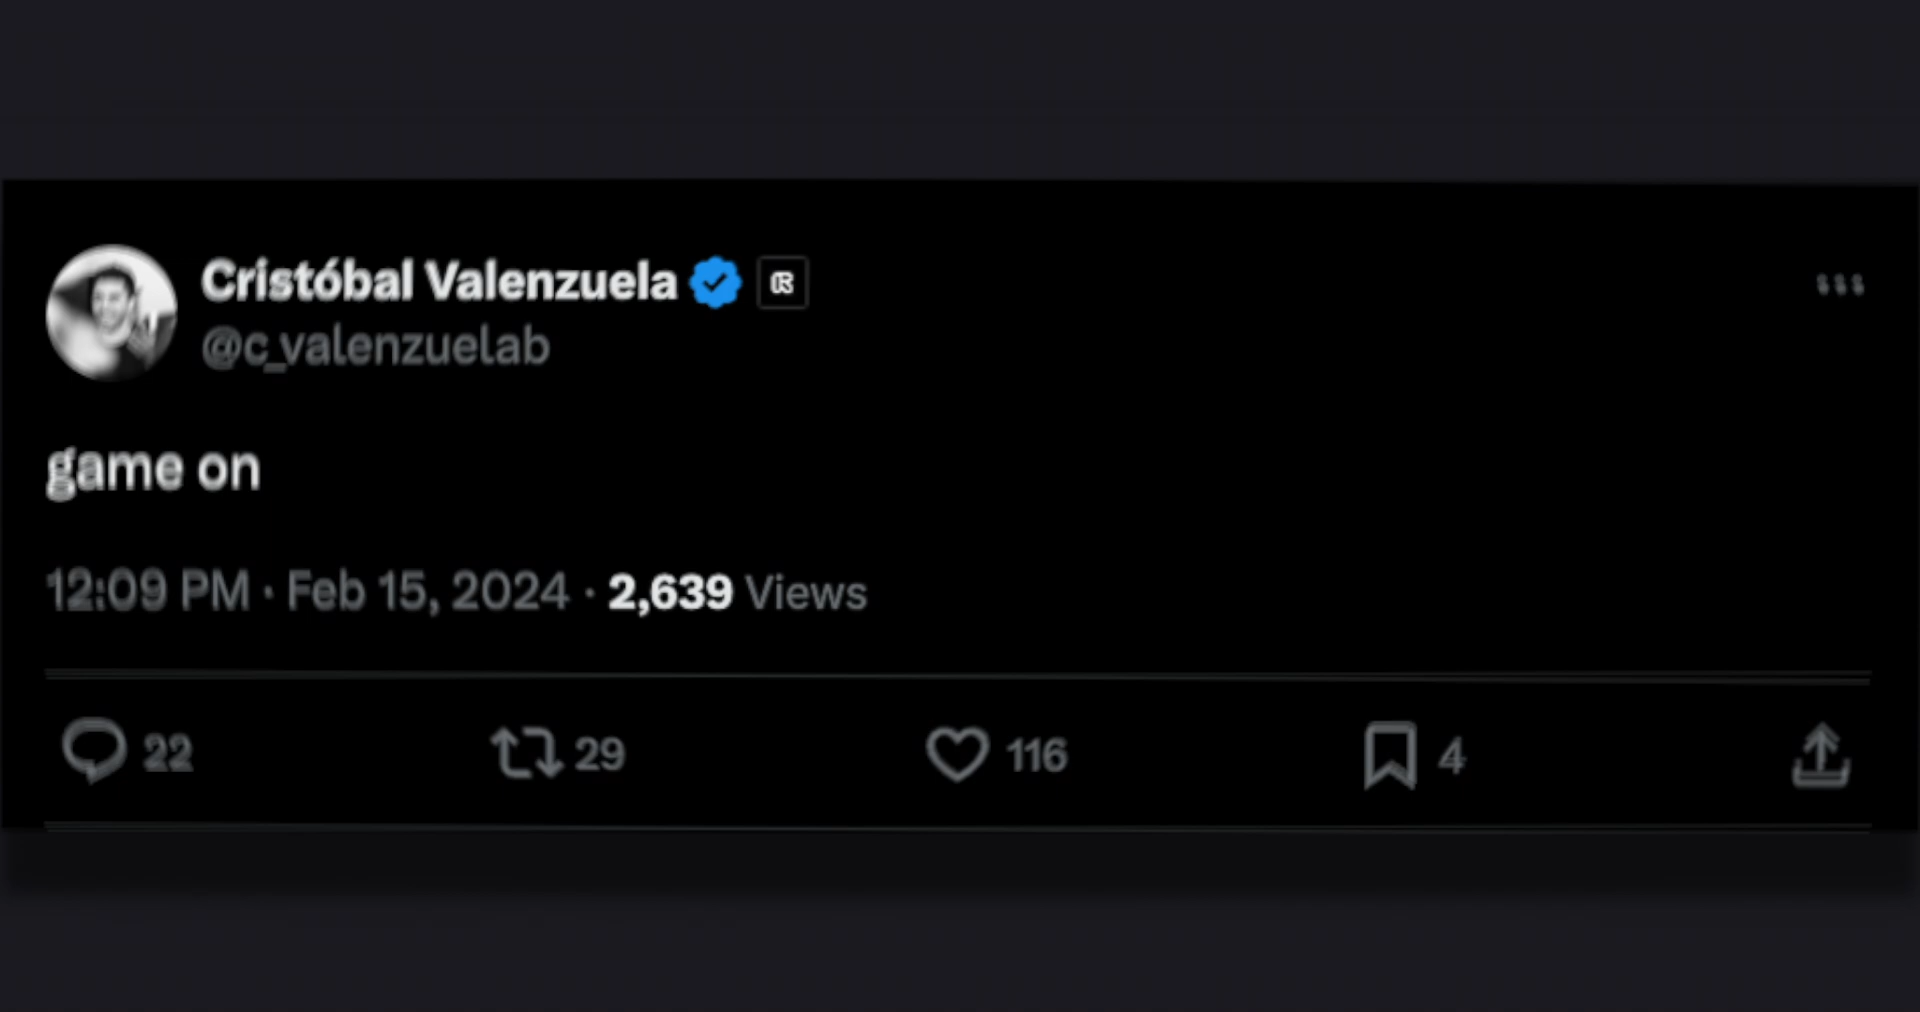 Cristóbal Valenzuela
@c_valenzuelab
game on
12:09 PM · Feb 15, 2024 · 2,639 Views
22 29 116 4